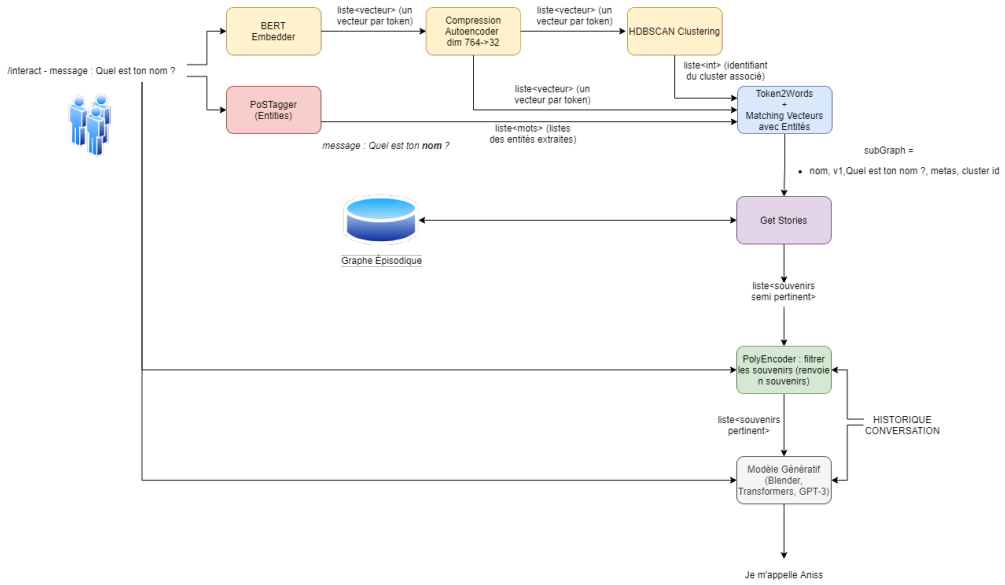 liste<vecteur> (un
vecteur par token)
liste<vecteur> (un
vecteur par token)
BERT
Embedder
Compression
Autoencoder
dim 764->32
HDBSCAN Clustering
/interact - message : Quel est ton nom ?
liste<int> (identifiant
du cluster associé)
liste<vecteur> (un
vecteur par token)
PoSTagger
(Entities)
Token2Words
+
Matching Vecteurs
avec Entités
liste<mots> (listes
des entités extraites)
message : Quel est ton nom ?
subGraph =
• nom, v1,Quel est ton nom ?, metas, cluster id
Get Stories
Graphe Épisodique
liste<souvenirs
semi pertinent>
PolyEncoder : filtrer
les souvenirs (renvoie
n souvenirs)
liste<souvenirs
pertinent>
HISTORIQUE
CONVERSATION
Modèle Génératif
(Blender,
Transformers, GPT-3)
Je m'appelle Aniss